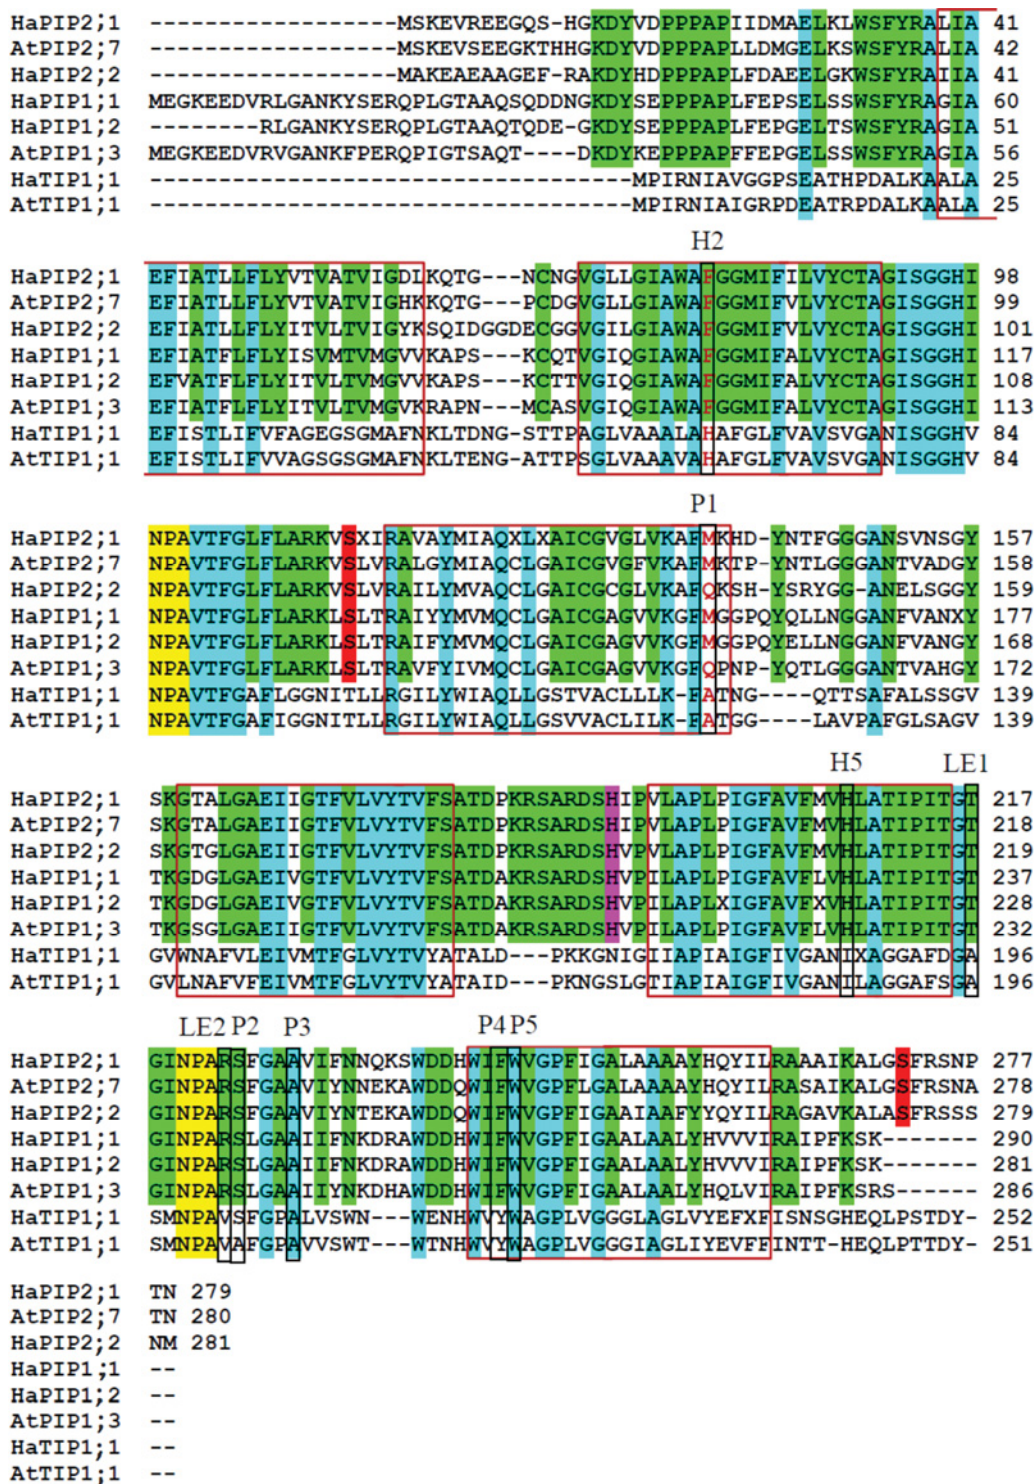 HaPIP2;1 ------------------MSKEVREEGQS-HGKDYVDPPPAPIIDMAELKLWSFYRALIA 41
AtPIP2;7 ------------------MSKEVSEEGKTHHGKDYVDPPPAPLLDMGELKSWSFYRALIA 42
HaPIP2;2 ------------------MAKEAEAAGEF-RAKDYHDPPPAPLFDAEELGKWSFYRAIIA 41
HaPIP1;1 MEGKEEDVRLGANKYSERQPLGTAAQSQDDNGKDYSEPPPAPLFEPSELSSWSFYRAGIA 60
HaPIP1;2 --------RLGANKYSERQPLGTAAQTQDE-GKDYSEPPPAPLFEPGELTSWSFYRAGIA 51
AtPIP1;3 MEGKEEDVRVGANKFPERQPIGTSAQT----DKDYKEPPPAPFFEPGELSSWSFYRAGIA 56
HaTIP1;1 -----------------------------------MPIRNIAVGGPSEATHPDALKAALA 25
AtTIP1;1 -----------------------------------MPIRNIAIGRPDEATRPDALKAALA 25
H2
HaPIP2;1 EFIATLLFLYVTVATVIGDLKQTG---NCNGVGLLGIAWAFGGMIFILVYCTAGISGGHI 98
AtPIP2;7 EFIATLLFLYVTVATVIGHKKQTG---PCDGVGLLGIAWAFGGMIFVLVYCTAGISGGHI 99
HaPIP2;2 EFIATLLFLYITVLTVIGYKSQIDGGDECGGVGILGIAWAFGGMIFVLVYCTAGISGGHI 101
HaPIP1;1 EFIATFLFLYISVMTVMGVVKAPS---KCQTVGIQGIAWAFGGMIFALVYCTAGISGGHI 117
HaPIP1;2 EFVATFLFLYITVLTVMGVVKAPS---KCTTVGIQGIAWAFGGMIFALVYCTAGISGGHI 108
AtPIP1;3 EFIATFLFLYITVLTVMGVKRAPN---MCASVGIQGIAWAFGGMIFALVYCTAGISGGHI 113
HaTIP1;1 EFISTLIFVFAGEGSGMAFNKLTDNG-STTPAGLVAAALAHAFGLFVAVSVGANISGGHV 84
AtTIP1;1 EFISTLIFVVAGSGSGMAFNKLTENG-ATTPSGLVAAAVAHAFGLFVAVSVGANISGGHV 84
P1
HaPIP2;1 NPAVTFGLFLARKVSXIRAVAYMIAQXLXAICGVGLVKAFMKHD-YNTFGGGANSVNSGY 157
AtPIP2;7 NPAVTFGLFLARKVSLVRALGYMIAQCLGAICGVGFVKAFMKTP-YNTLGGGANTVADGY 158
HaPIP2;2 NPAVTFGLFLARKVSLVRAILYMVAQCLGAICGCGLVKAFQKSH-YSRYGG-ANELSGGY 159
HaPIP1;1 NPAVTFGLFLARKLSLTRAIYYMVMQCLGAICGAGVVKGFMGGPQYQLLNGGANFVANXY 177
HaPIP1;2 NPAVTFGLFLARKLSLTRAIFYMVMQCLGAICGAGVVKGFMGGPQYELLNGGANFVANGY 168
AtPIP1;3 NPAVTFGLFLARKLSLTRAVFYIVMQCLGAICGAGVVKGFQPNP-YQTLGGGANTVAHGY 172
HaTIP1;1 NPAVTFGAFLGGNITLLRGILYWIAQLLGSTVACLLLK-FATNG----QTTSAFALSSGV 139
AtTIP1;1 NPAVTFGAFIGGNITLLRGILYWIAQLLGSVVACLILK-FATGG----LAVPAFGLSAGV 139
H5 LE1
HaPIP2;1 SKGTALGAEIIGTFVLVYTVFSATDPKRSARDSHIPVLAPLPIGFAVFMVHLATIPITGT 217
AtPIP2;7 SKGTALGAEIIGTFVLVYTVFSATDPKRSARDSHIPVLAPLPIGFAVFMVHLATIPITGT 218
HaPIP2;2 SKGTGLGAEIIGTFVLVYTVFSATDPKRSARDSHVPVLAPLPIGFAVFMVHLATIPITGT 219
HaPIP1;1 TKGDGLGAEIVGTFVLVYTVFSATDAKRSARDSHVPILAPLPIGFAVFLVHLATIPITGT 237
HaPIP1;2 TKGDGLGAEIVGTFVLVYTVFSATDAKRSARDSHVPILAPLXIGFAVFXVHLATIPITGT 228
AtPIP1;3 TKGSGLGAEIIGTFVLVYTVFSATDAKRSARDSHVPILAPLPIGFAVFLVHLATIPITGT 232
HaTIP1;1 GVWNAFVLEIVMTFGLVYTVYATALD---PKKGNIGIIAPIAIGFIVGANIXAGGAFDGA 196
AtTIP1;1 GVLNAFVFEIVMTFGLVYTVYATAID---PKNGSLGTIAPIAIGFIVGANILAGGAFSGA 196
LE2 P2 P3 P4 P5
HaPIP2;1 GINPARSFGAAVIFNNQKSWDDHWIFWVGPFIGALAAAAYHQYILRAAAIKALGSFRSNP 277
AtPIP2;7 GINPARSFGAAVIYNNEKAWDDQWIFWVGPFLGALAAAAYHQYILRASAIKALGSFRSNA 278
HaPIP2;2 GINPARSFGAAVIYNTEKAWDDQWIFWVGPFIGAAIAAFYYQYILRAGAVKALASFRSSS 279
HaPIP1;1 GINPARSLGAAIIFNKDRAWDDHWIFWVGPFIGAALAALYHVVVIRAIPFKSK------- 290
HaPIP1;2 GINPARSLGAAIIFNKDRAWDDHWIFWVGPFIGAALAALYHVVVIRAIPFKSK------- 281
AtPIP1;3 GINPARSLGAAIIYNKDHAWDDHWIFWVGPFIGAALAALYHQLVIRAIPFKSRS------ 286
HaTIP1;1 SMNPAVSFGPALVSWN---WENHWVYWAGPLVGGGLAGLVYEFXFISNSGHEQLPSTDY- 252
AtTIP1;1 SMNPAVAFGPAVVSWT---WTNHWVYWAGPLVGGGIAGLIYEVFFINTT-HEQLPTTDY- 251
HaPIP2;1 TN 279
AtPIP2;7 TN 280
HaPIP2;2 NM 281
HaPIP1;1 --
HaPIP1;2 --
AtPIP1;3 --
HaTIP1;1 --
AtTIP1;1 --